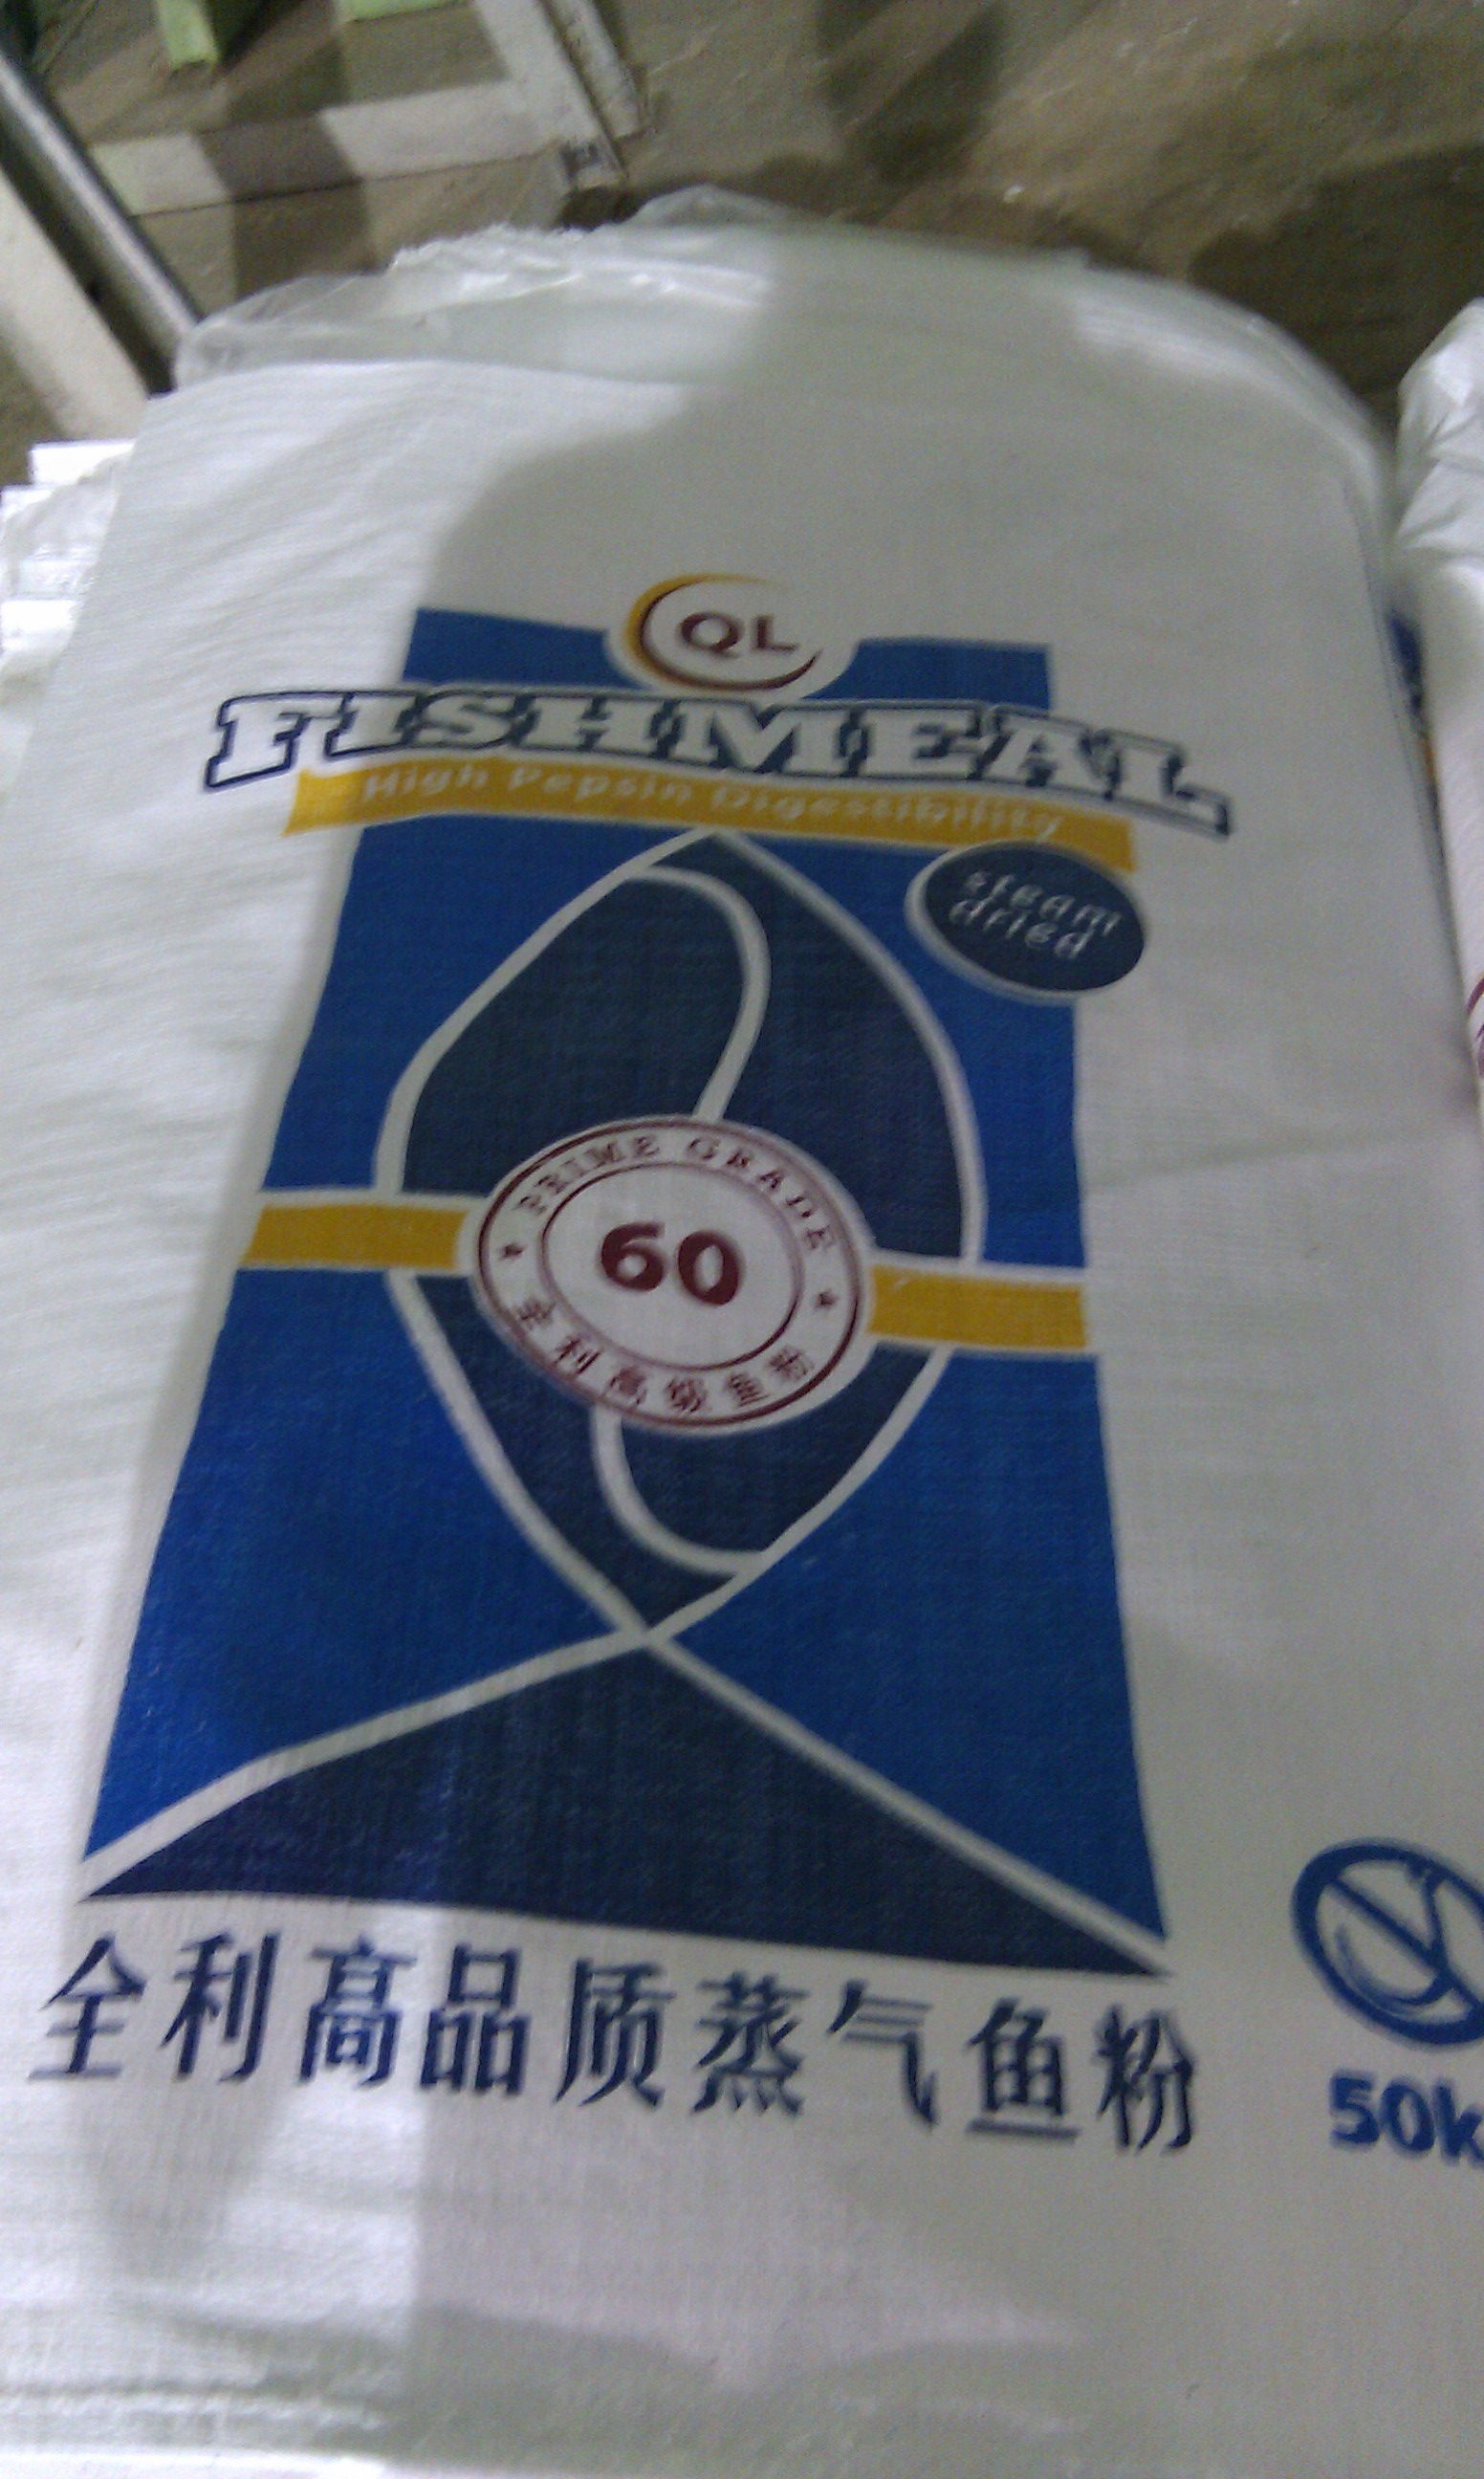 QL
FISHMEAL
High Pepsin Digestibility
steam
dried
PRIME GRADE
60
全利高级鱼粉
全利高品质蒸气鱼粉
50k